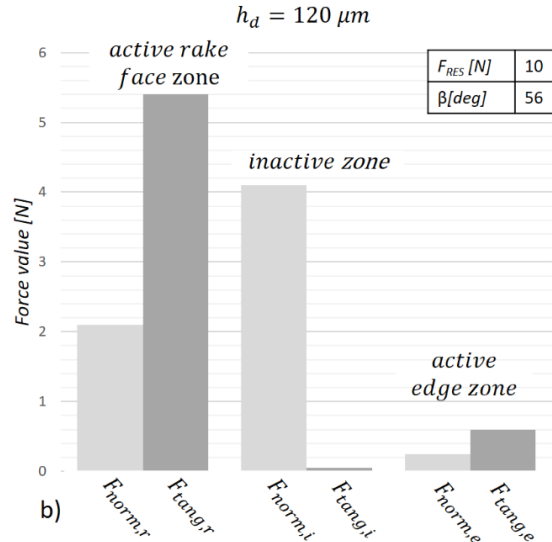 h_d = 120 μm
active rake
face zone
F_RES [N] 10
β[deg] 56
inactive zone
active
edge zone
Force value [N]
6
5
4
3
2
1
0
F_norm,r
F_tang,r
F_norm,i
F_tang,i
F_norm,e
F_tang,e
b)